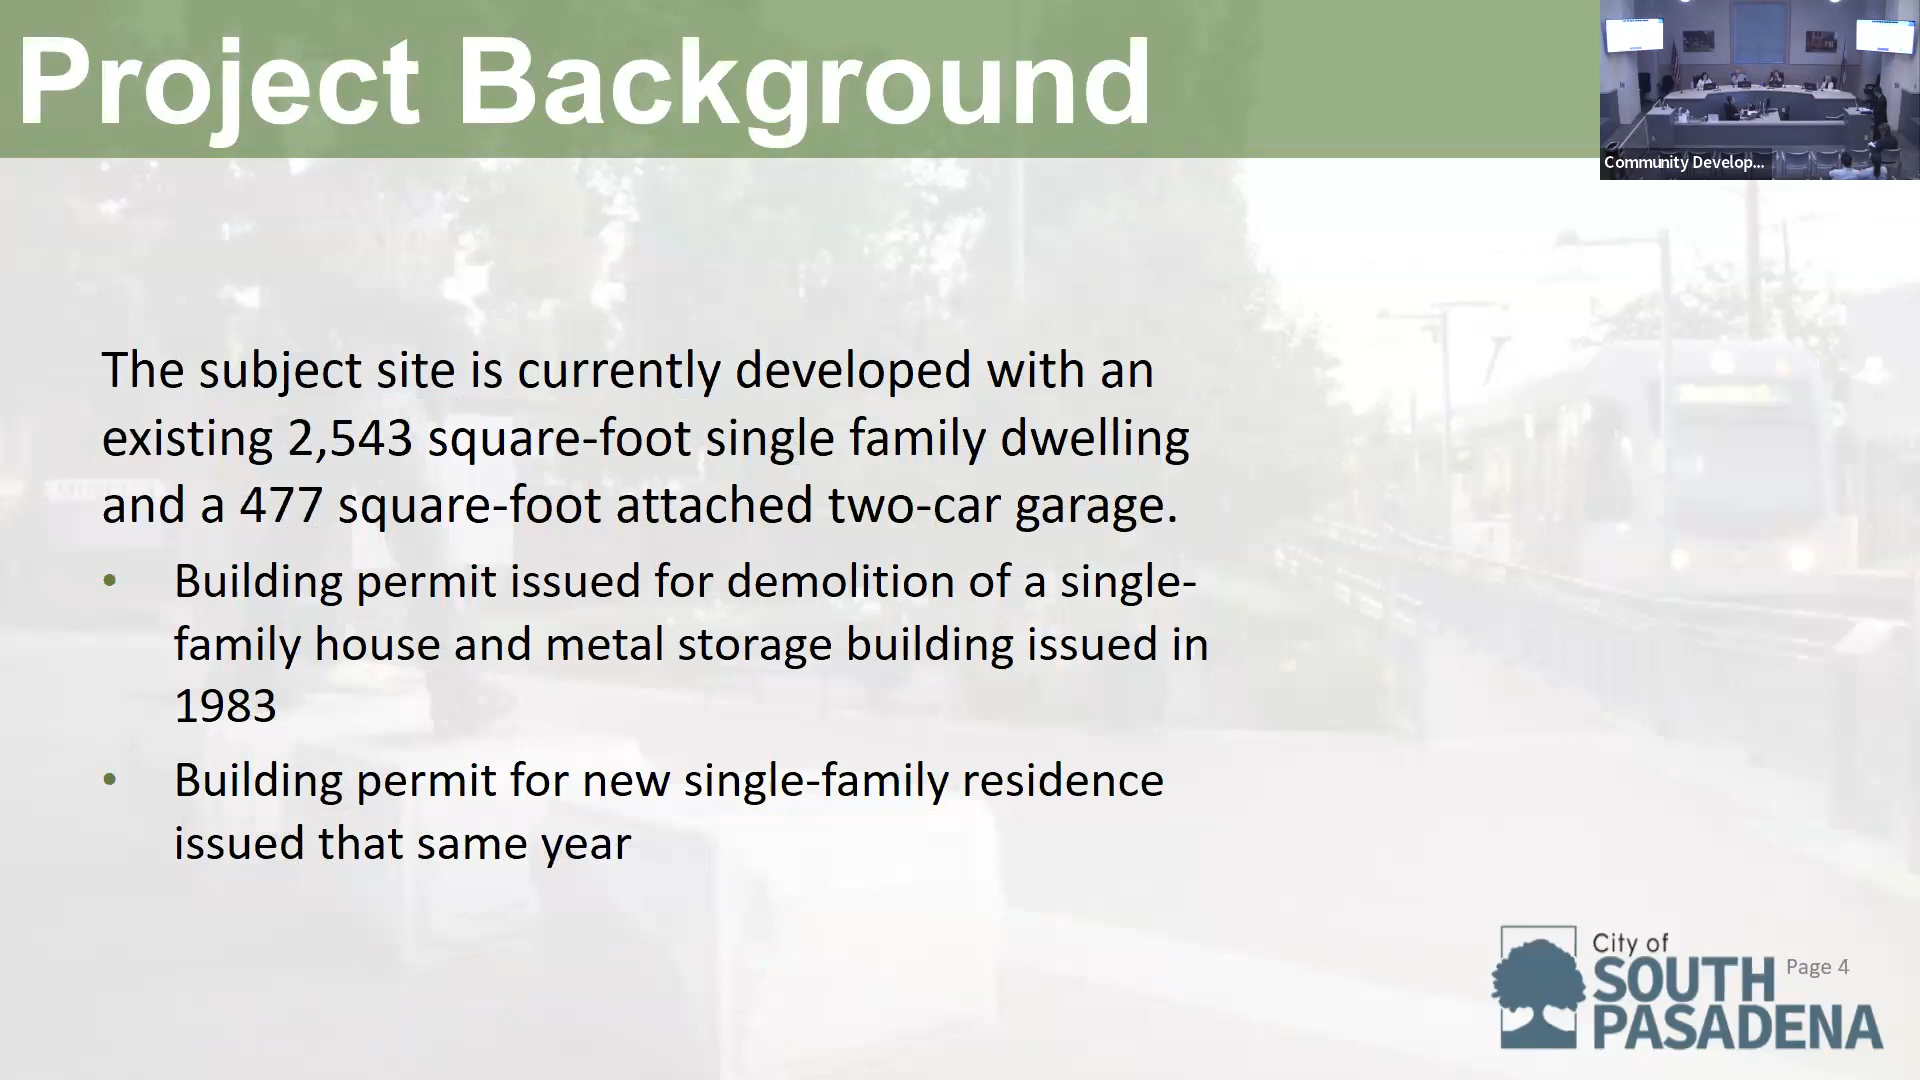 Project Background
Community Develop...
The subject site is currently developed with an
existing 2,543 square-foot single family dwelling
and a 477 square-foot attached two-car garage.
• Building permit issued for demolition of a single-
family house and metal storage building issued in
1983
• Building permit for new single-family residence
issued that same year
City of
SOUTH
PASADENA
Page 4